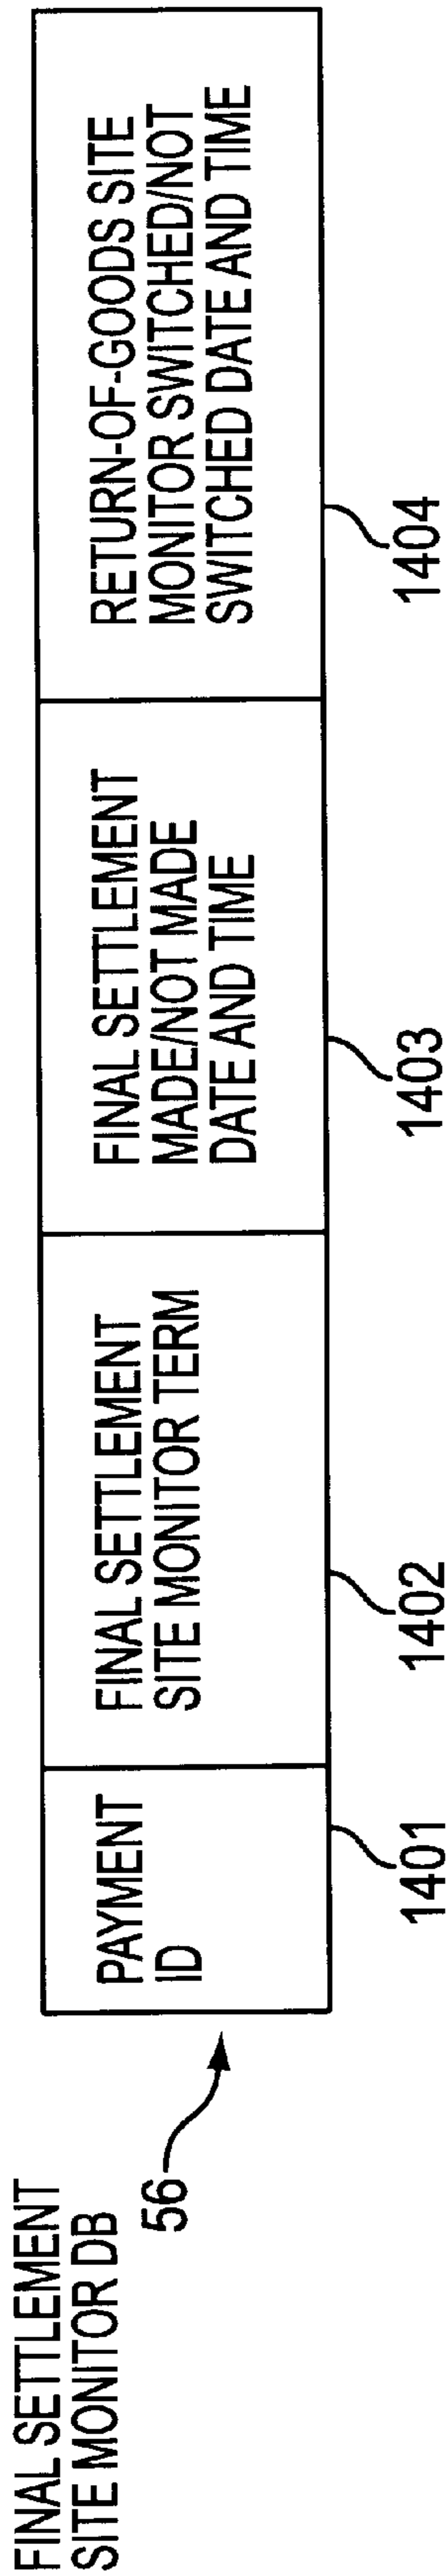 FINAL SETTLEMENT
SITE MONITOR DB
56
PAYMENT
ID
1401
FINAL SETTLEMENT
SITE MONITOR TERM
1402
FINAL SETTLEMENT
MADE/NOT MADE
DATE AND TIME
1403
RETURN-OF-GOODS SITE
MONITOR SWITCHED/NOT
SWITCHED DATE AND TIME
1404